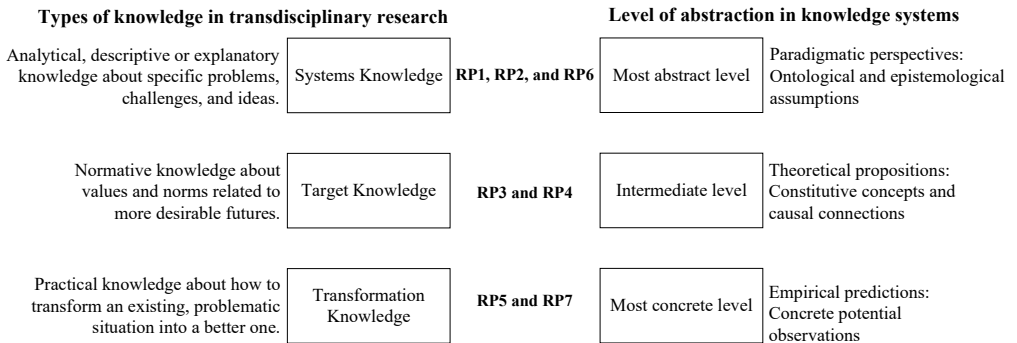 Types of knowledge in transdisciplinary research
Level of abstraction in knowledge systems
Analytical, descriptive or explanatory
knowledge about specific problems,
challenges, and ideas.
Systems Knowledge
RP1, RP2, and RP6
Most abstract level
Paradigmatic perspectives:
Ontological and epistemological
assumptions
Normative knowledge about
values and norms related to
more desirable futures.
Target Knowledge
RP3 and RP4
Intermediate level
Theoretical propositions:
Constitutive concepts and
causal connections
Practical knowledge about how to
transform an existing, problematic
situation into a better one.
Transformation
Knowledge
RP5 and RP7
Most concrete level
Empirical predictions:
Concrete potential
observations